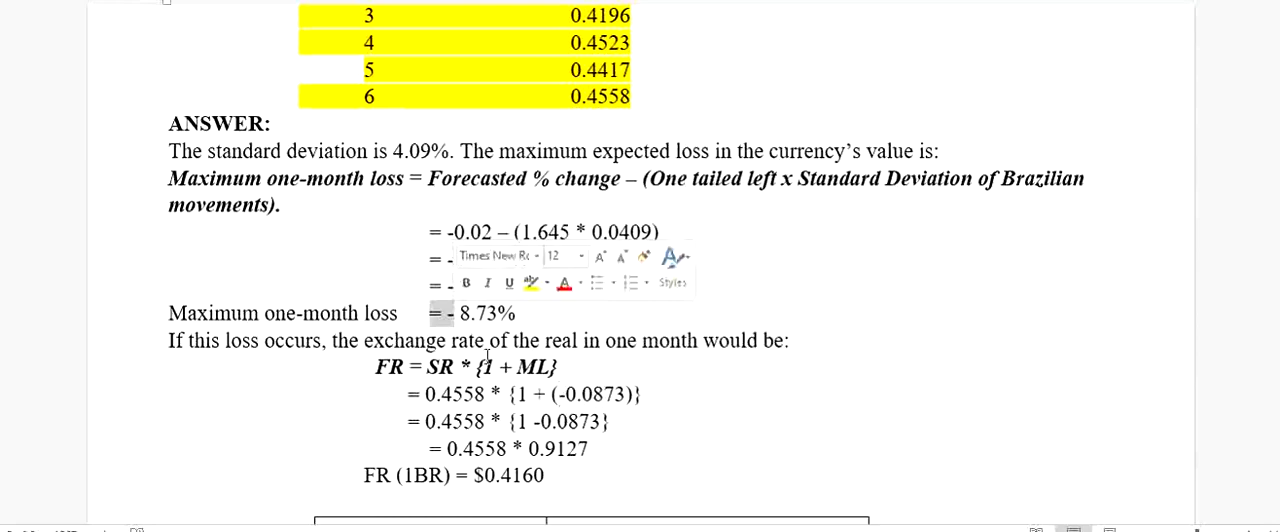 3 0.4196
4 0.4523
5 0.4417
6 0.4558
ANSWER:
The standard deviation is 4.09%. The maximum expected loss in the currency’s value is:
Maximum one-month loss = Forecasted % change – (One tailed left x Standard Deviation of Brazilian
movements).
= -0.02 – (1.645 * 0.0409)
= - Times New Rc 12 A A A
= - B I U aby A Styles
Maximum one-month loss = - 8.73%
If this loss occurs, the exchange rate of the real in one month would be:
FR = SR * {1 + ML}
= 0.4558 * {1 + (-0.0873)}
= 0.4558 * {1 -0.0873}
= 0.4558 * 0.9127
FR (1BR) = $0.4160